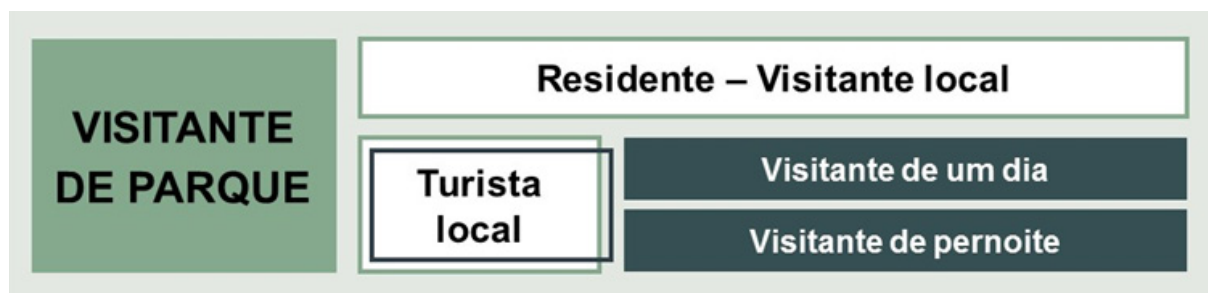 VISITANTE
DE PARQUE
Residente – Visitante local
Turista
local
Visitante de um dia
Visitante de pernoite